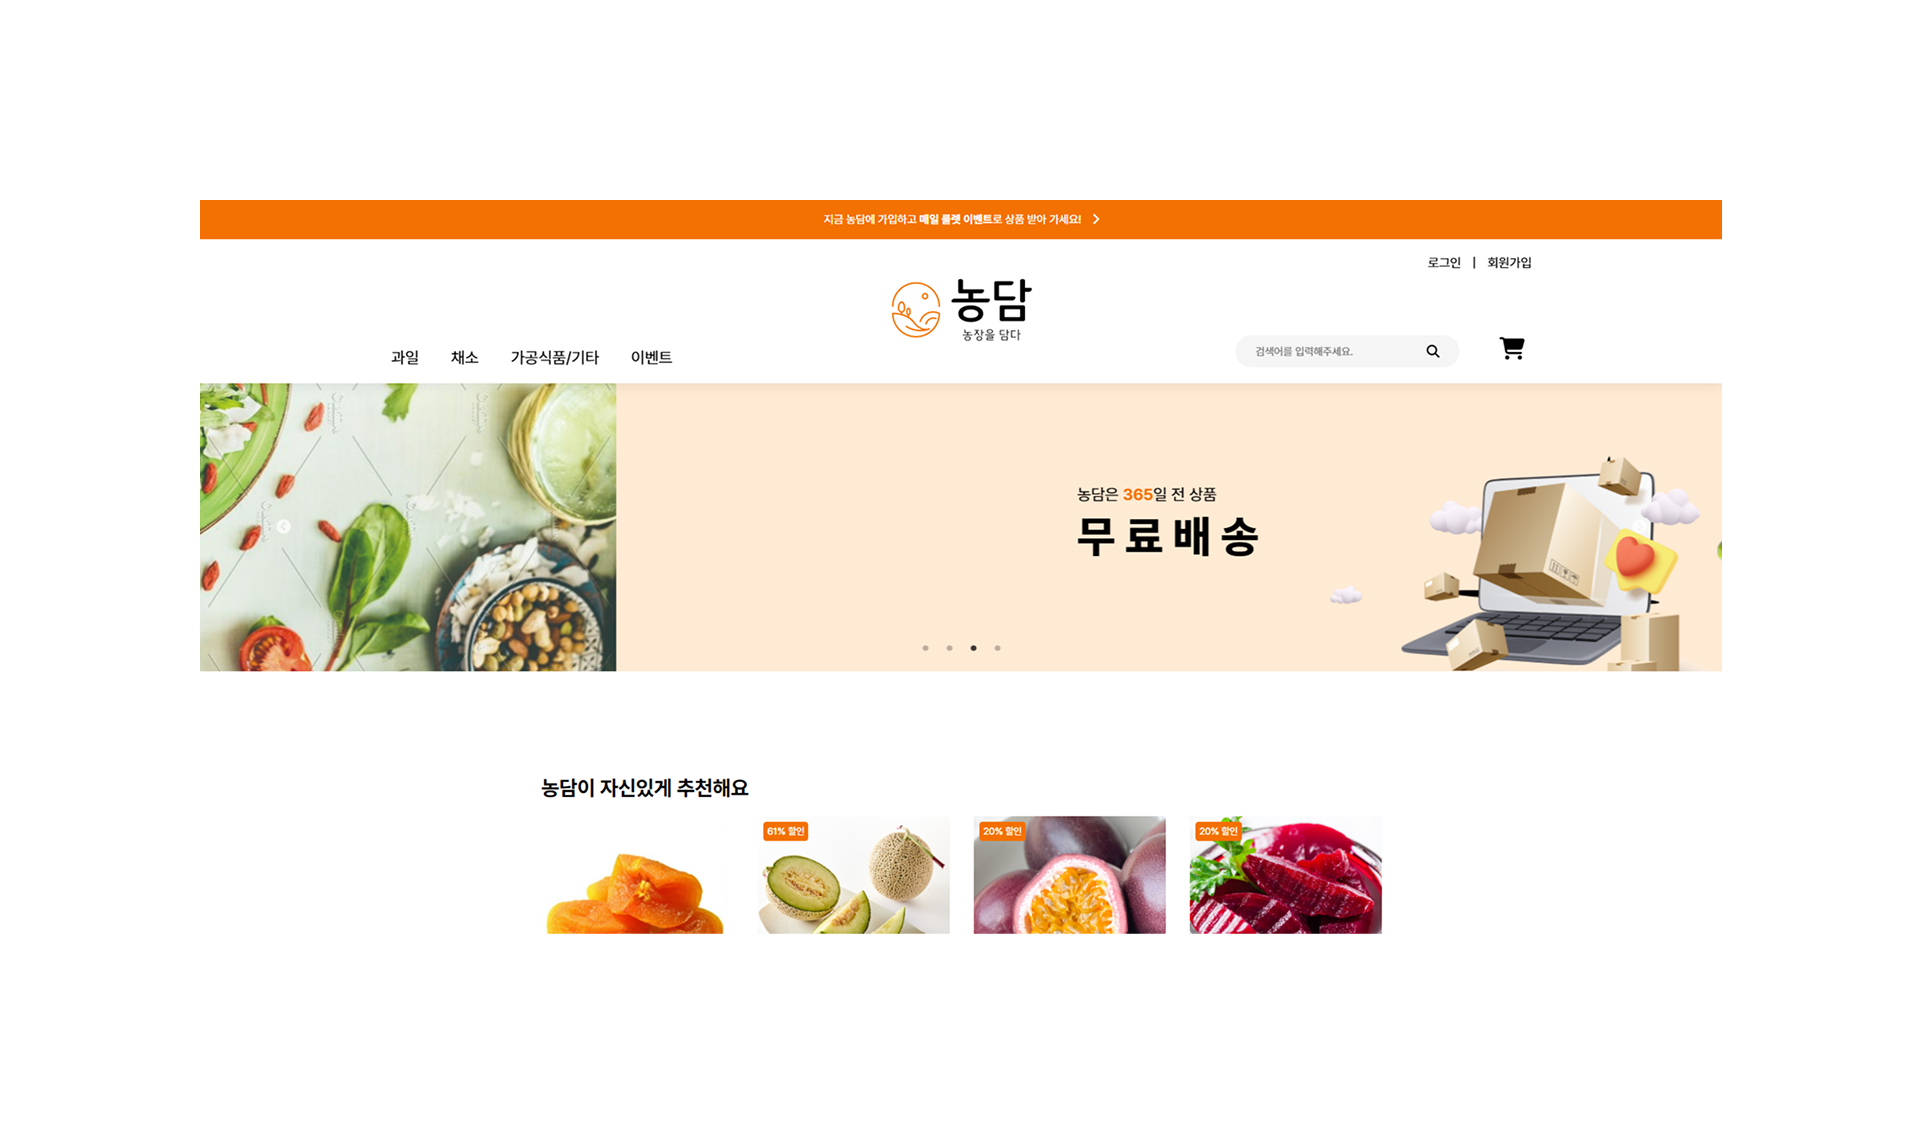 지금 농담에 가입하고 매일 룰렛 이벤트로 상품 받아 가세요!
로그인 | 회원가입
농담
농장을 담다
과일 채소 가공식품/기타 이벤트
검색어를 입력해주세요.
농담은 365일 전 상품
무료배송
농담이 자신있게 추천해요
61% 할인
20% 할인
20% 할인